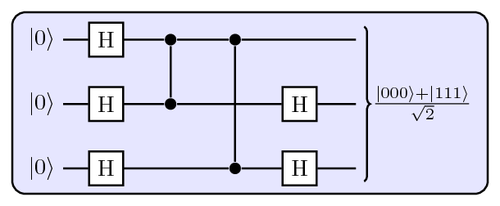 |0⟩ H
|0⟩ H H
|0⟩ H H
|000⟩+|111⟩
√2